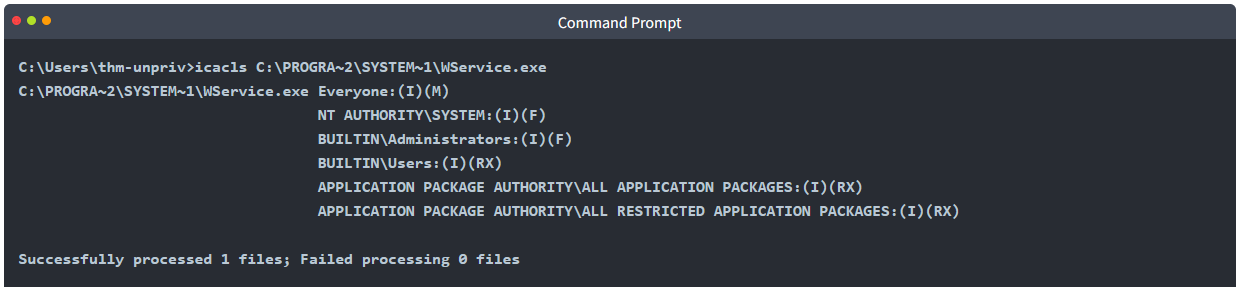 Command Prompt
C:\Users\thm-unpriv>icacls C:\PROGRA~2\SYSTEM~1\WService.exe
C:\PROGRA~2\SYSTEM~1\WService.exe Everyone:(I)(M)
NT AUTHORITY\SYSTEM:(I)(F)
BUILTIN\Administrators:(I)(F)
BUILTIN\Users:(I)(RX)
APPLICATION PACKAGE AUTHORITY\ALL APPLICATION PACKAGES:(I)(RX)
APPLICATION PACKAGE AUTHORITY\ALL RESTRICTED APPLICATION PACKAGES:(I)(RX)
Successfully processed 1 files; Failed processing 0 files